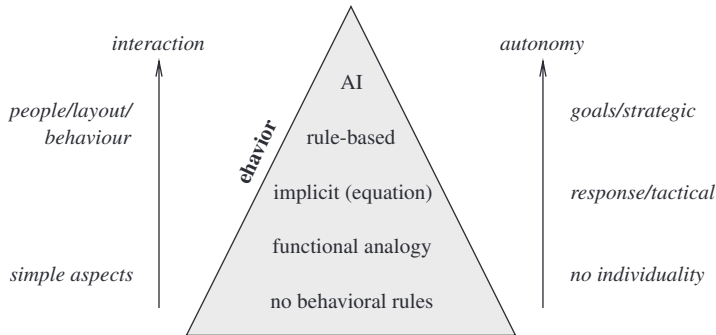 interaction
autonomy
AI
people/layout/
behaviour
goals/strategic
ehavior
rule-based
implicit (equation)
response/tactical
functional analogy
simple aspects
no individuality
no behavioral rules